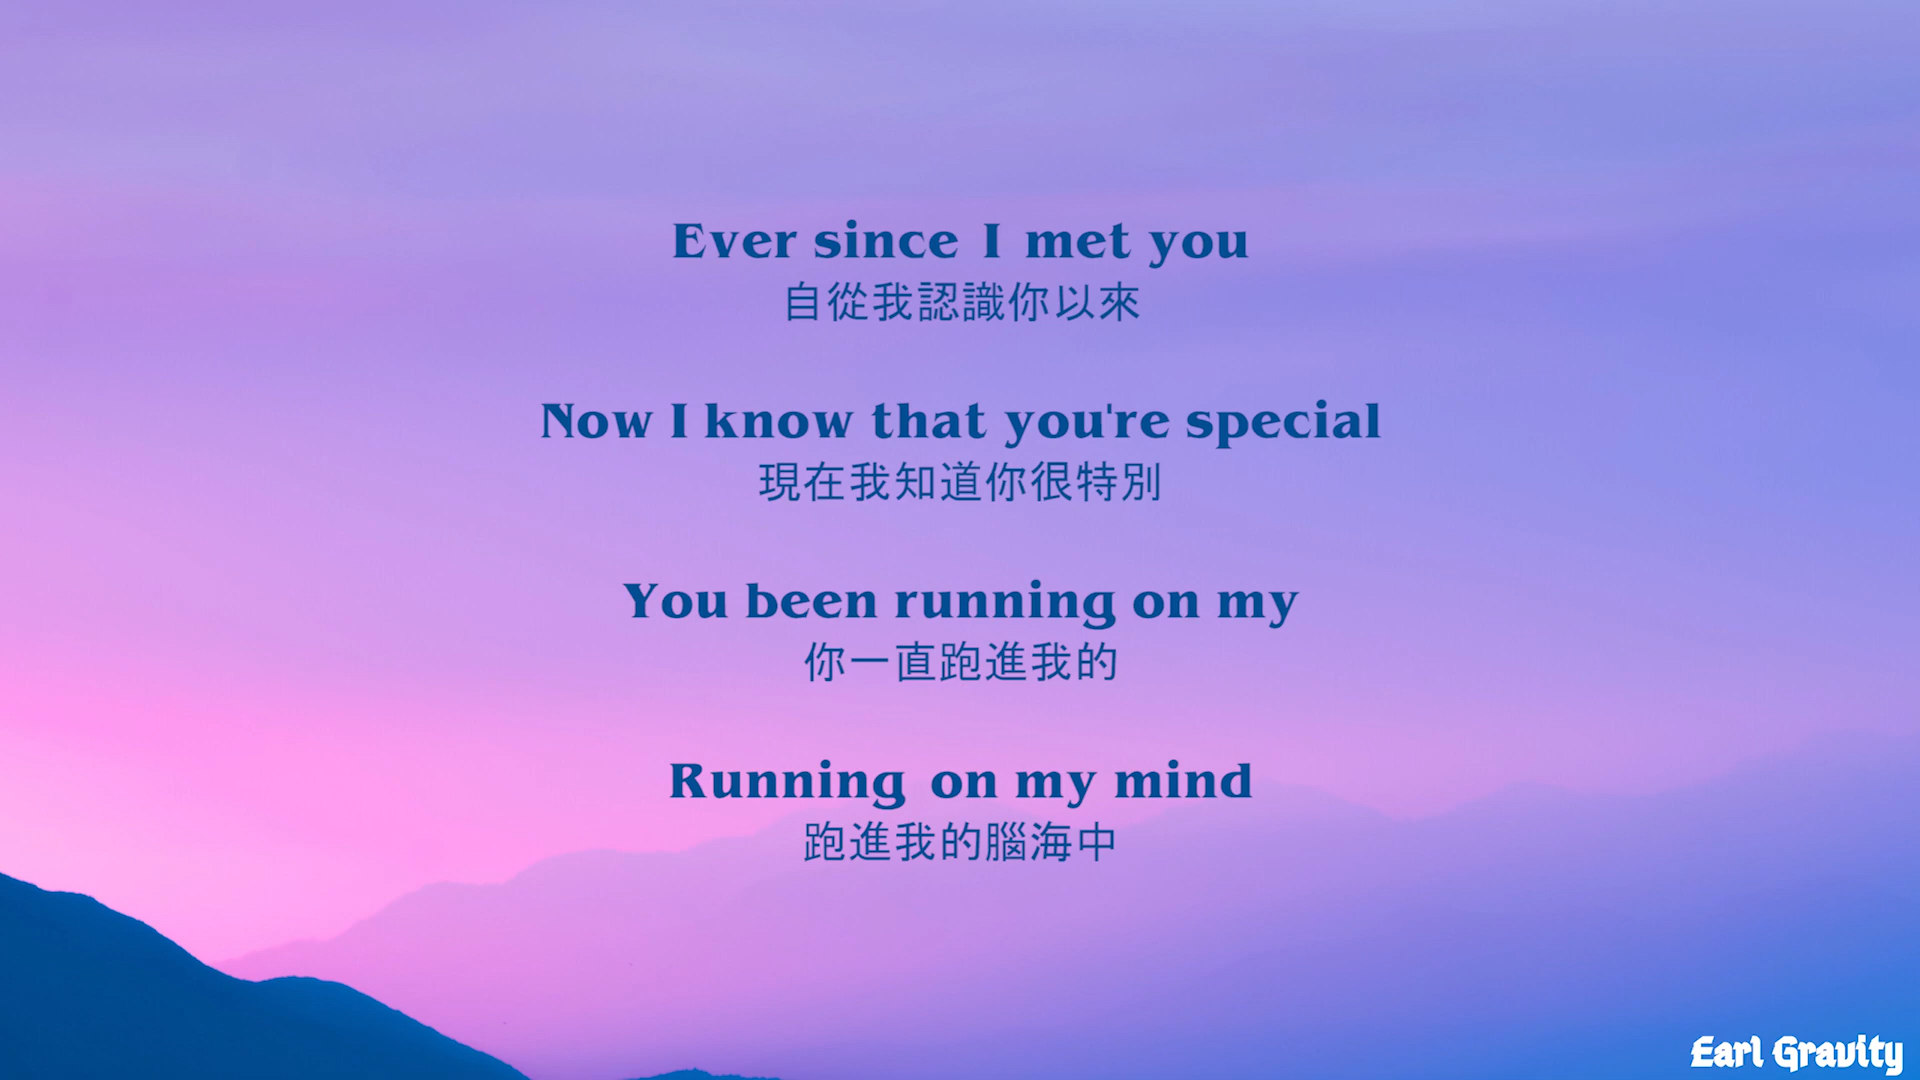 Ever since I met you
自從我認識你以來
Now I know that you're special
現在我知道你很特別
You been running on my
你一直跑進我的
Running on my mind
跑進我的腦海中
Earl Gravity